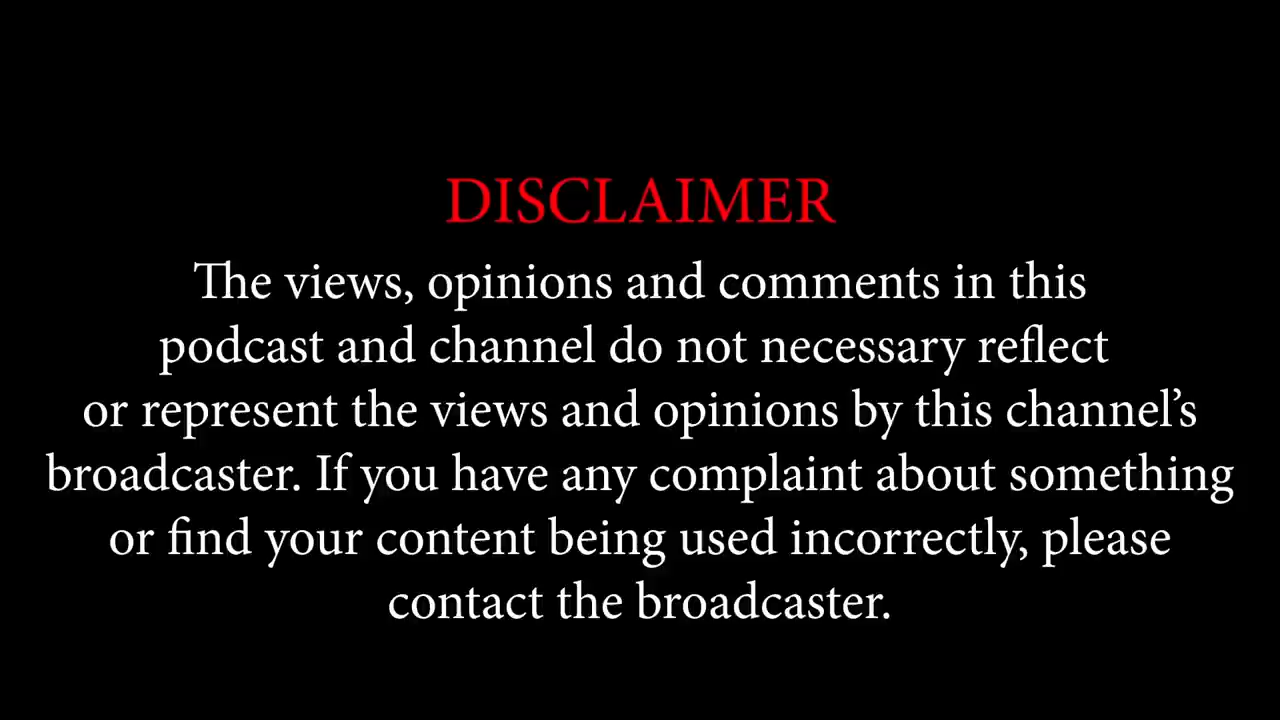 DISCLAIMER
The views, opinions and comments in this
podcast and channel do not necessary reflect
or represent the views and opinions by this channel's
broadcaster. If you have any complaint about something
or find your content being used incorrectly, please
contact the broadcaster.